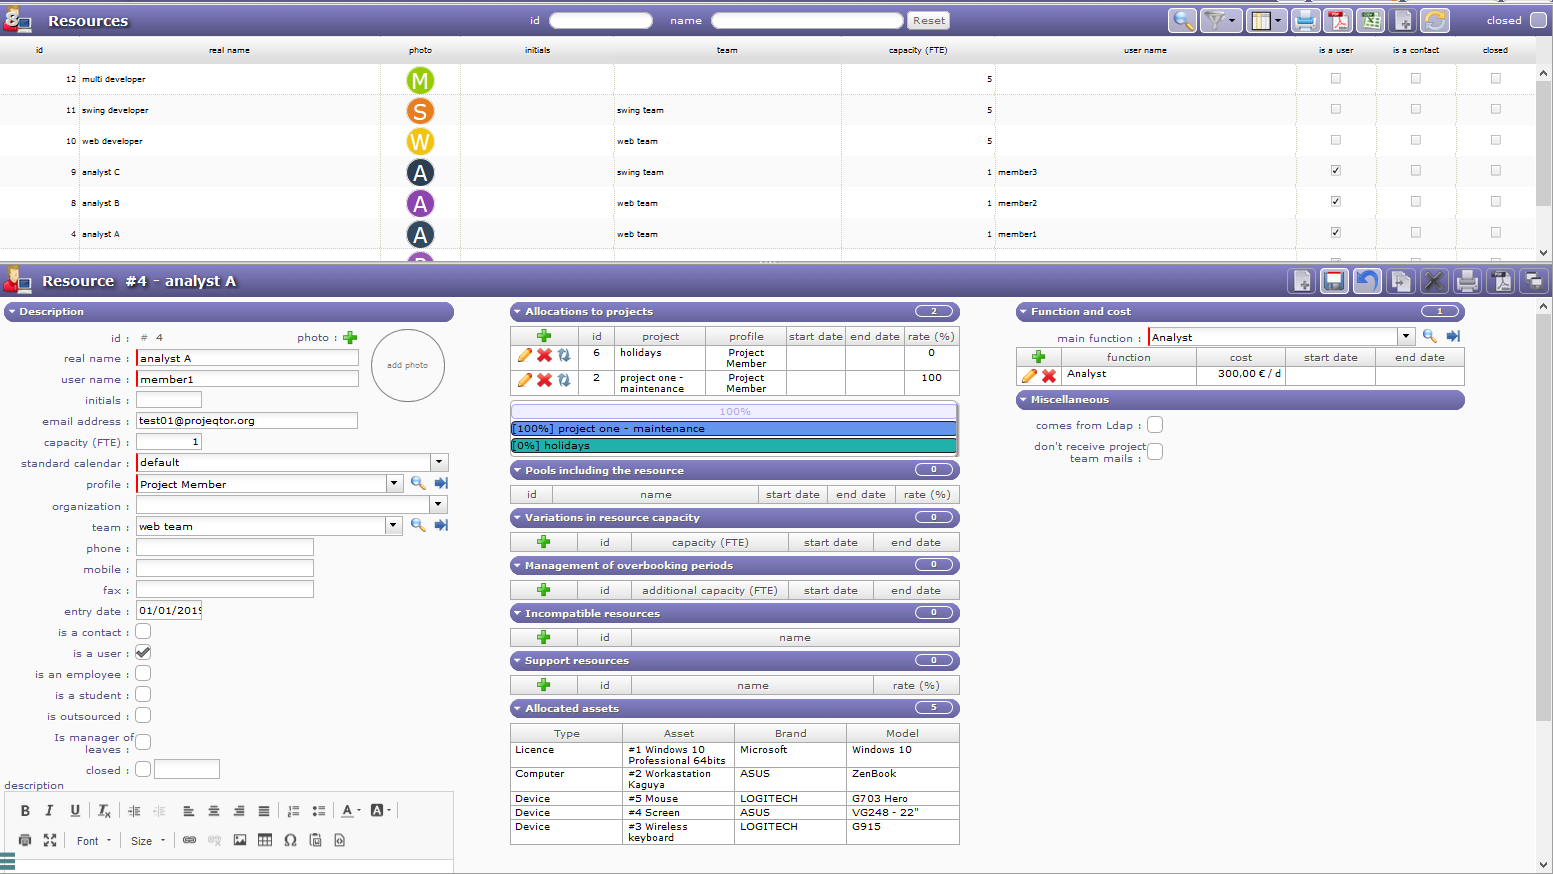 Resources
id
name
Reset
closed
id real name photo initials team capacity (FTE) user name is a user is a contact closed
12 multi developer M 5
11 swing developer S swing team 5
10 web developer W web team 5
9 analyst C A swing team 1 member3
8 analyst B A web team 1 member2
4 analyst A A web team 1 member1
Resource #4 - analyst A
Description
id : # 4 photo :
add photo
real name : analyst A
user name : member1
initials :
email address : test01@projeqtor.org
capacity (FTE) : 1
standard calendar : default
profile : Project Member
organization :
team : web team
phone :
mobile :
fax :
entry date : 01/01/2019
is a contact :
is a user :
is an employee :
is a student :
is outsourced :
Is manager of
leaves :
closed :
description
B I U Tx A A
Font Size
Allocations to projects 2
id project profile start date end date rate (%)
6 holidays Project 0
Member
2 project one - Project 100
maintenance Member
100%
[100%] project one - maintenance
[0%] holidays
Pools including the resource 0
id name start date end date rate (%)
Variations in resource capacity 0
id capacity (FTE) start date end date
Management of overbooking periods 0
id additional capacity (FTE) start date end date
Incompatible resources 0
id name
Support resources 0
id name rate (%)
Allocated assets 5
Type Asset Brand Model
Licence #1 Windows 10 Microsoft Windows 10
Professional 64bits
Computer #2 Workastation ASUS ZenBook
Kaguya
Device #5 Mouse LOGITECH G703 Hero
Device #4 Screen ASUS VG248 - 22"
Device #3 Wireless LOGITECH G915
keyboard
Function and cost 1
main function : Analyst
function cost start date end date
Analyst 300,00 € / d
Miscellaneous
comes from Ldap :
don't receive project
team mails :